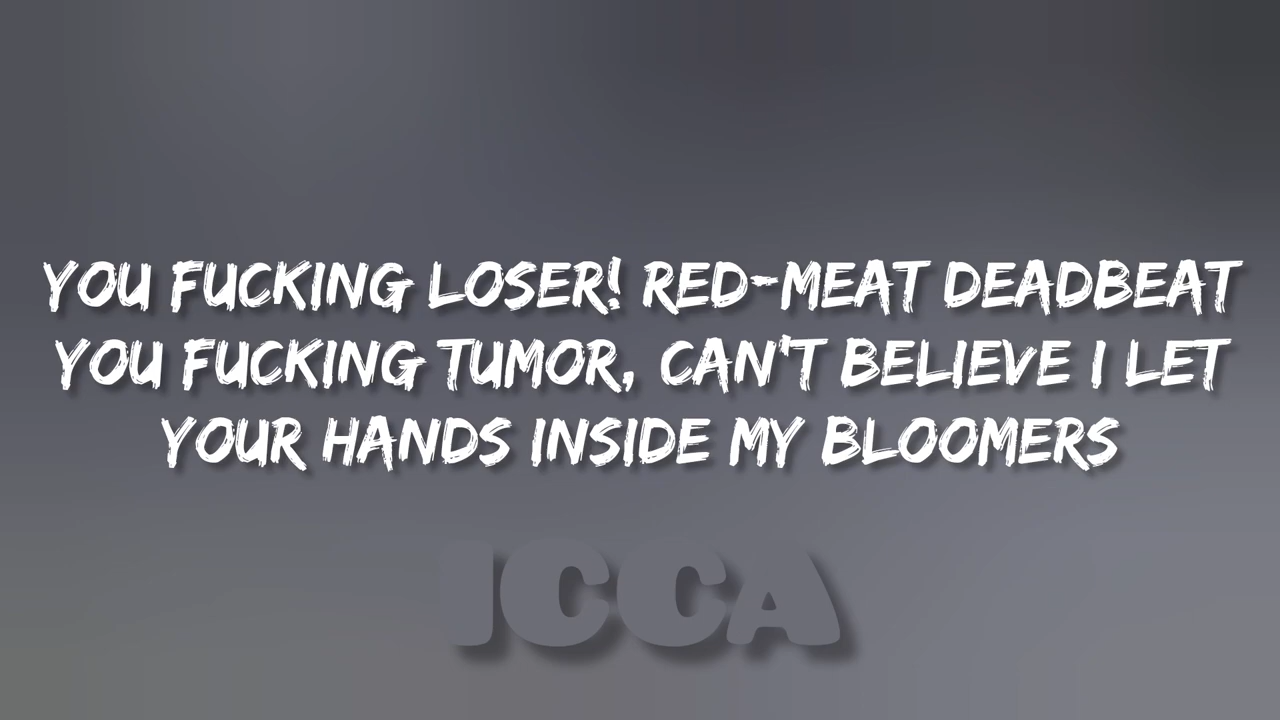 YOU FUCKING LOSER! RED-MEAT DEADBEAT
YOU FUCKING TUMOR, CAN'T BELIEVE I LET
YOUR HANDS INSIDE MY BLOOMERS
ICCA